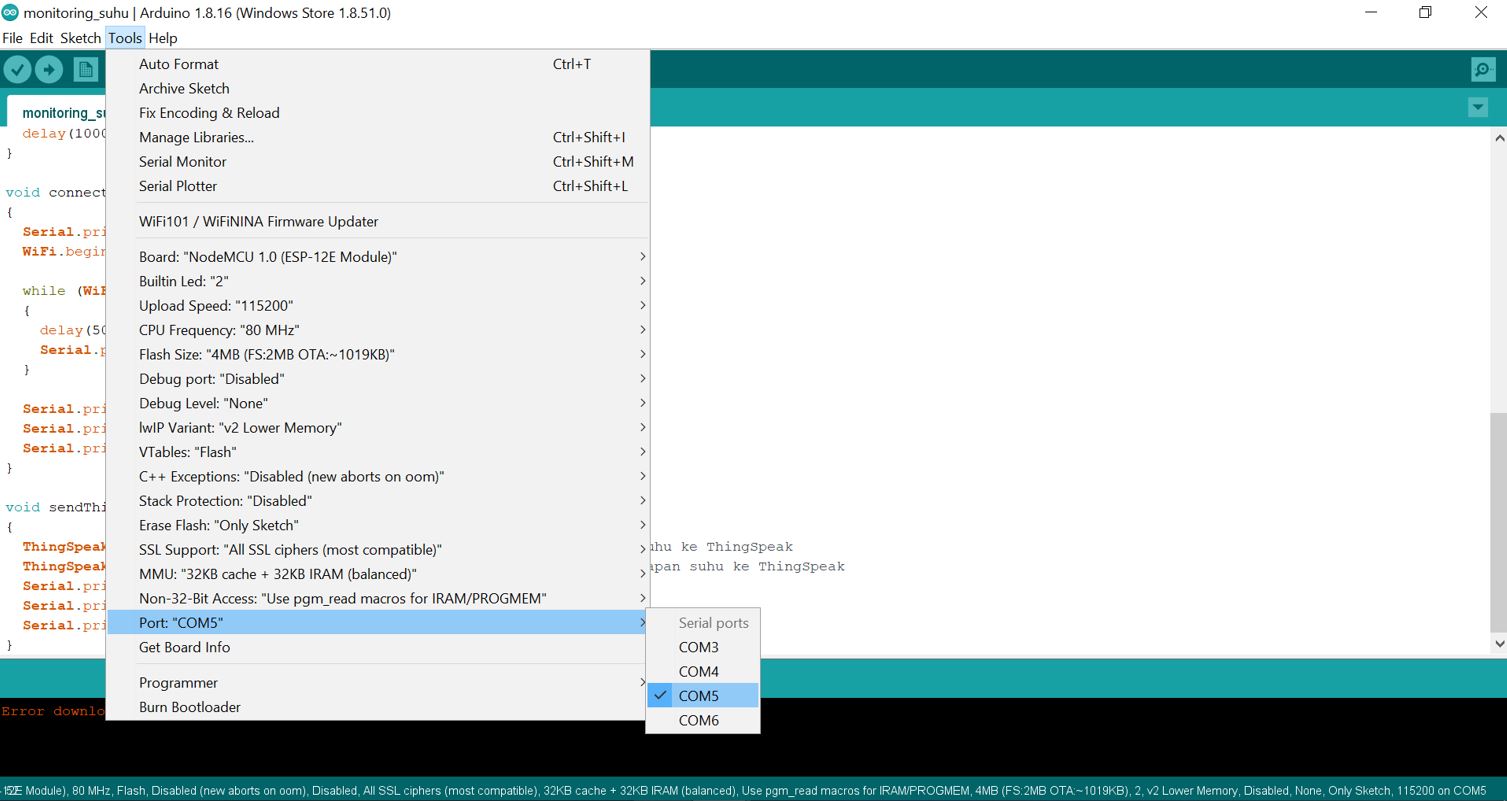 monitoring_suhu | Arduino 1.8.16 (Windows Store 1.8.51.0)
File Edit Sketch Tools Help
Auto Format Ctrl+T
Archive Sketch
Fix Encoding & Reload
Manage Libraries... Ctrl+Shift+I
Serial Monitor Ctrl+Shift+M
Serial Plotter Ctrl+Shift+L
WiFi101 / WiFiNINA Firmware Updater
Board: "NodeMCU 1.0 (ESP-12E Module)"
Builtin Led: "2"
Upload Speed: "115200"
CPU Frequency: "80 MHz"
Flash Size: "4MB (FS:2MB OTA:~1019KB)"
Debug port: "Disabled"
Debug Level: "None"
lwIP Variant: "v2 Lower Memory"
VTables: "Flash"
C++ Exceptions: "Disabled (new aborts on oom)"
Stack Protection: "Disabled"
Erase Flash: "Only Sketch"
SSL Support: "All SSL ciphers (most compatible)"
MMU: "32KB cache + 32KB IRAM (balanced)"
Non-32-Bit Access: "Use pgm_read macros for IRAM/PROGMEM"
Port: "COM5"
Get Board Info
Programmer
Burn Bootloader
Serial ports
COM3
COM4
COM5
COM6
monitoring_su
delay(1000
}
void connect
{
Serial.pri
WiFi.begin
while (WiF
{
delay(50
Serial.p
}
Serial.pri
Serial.pri
Serial.pri
}
void sendThi
{
ThingSpeak uhu ke ThingSpeak
ThingSpeak apan suhu ke ThingSpeak
Serial.pri
Serial.pri
Serial.pri
}
Error downlo
E Module), 80 MHz, Flash, Disabled (new aborts on oom), Disabled, All SSL ciphers (most compatible), 32KB cache + 32KB IRAM (balanced), Use pgm_read macros for IRAM/PROGMEM, 4MB (FS:2MB OTA:~1019KB), 2, v2 Lower Memory, Disabled, None, Only Sketch, 115200 on COM5